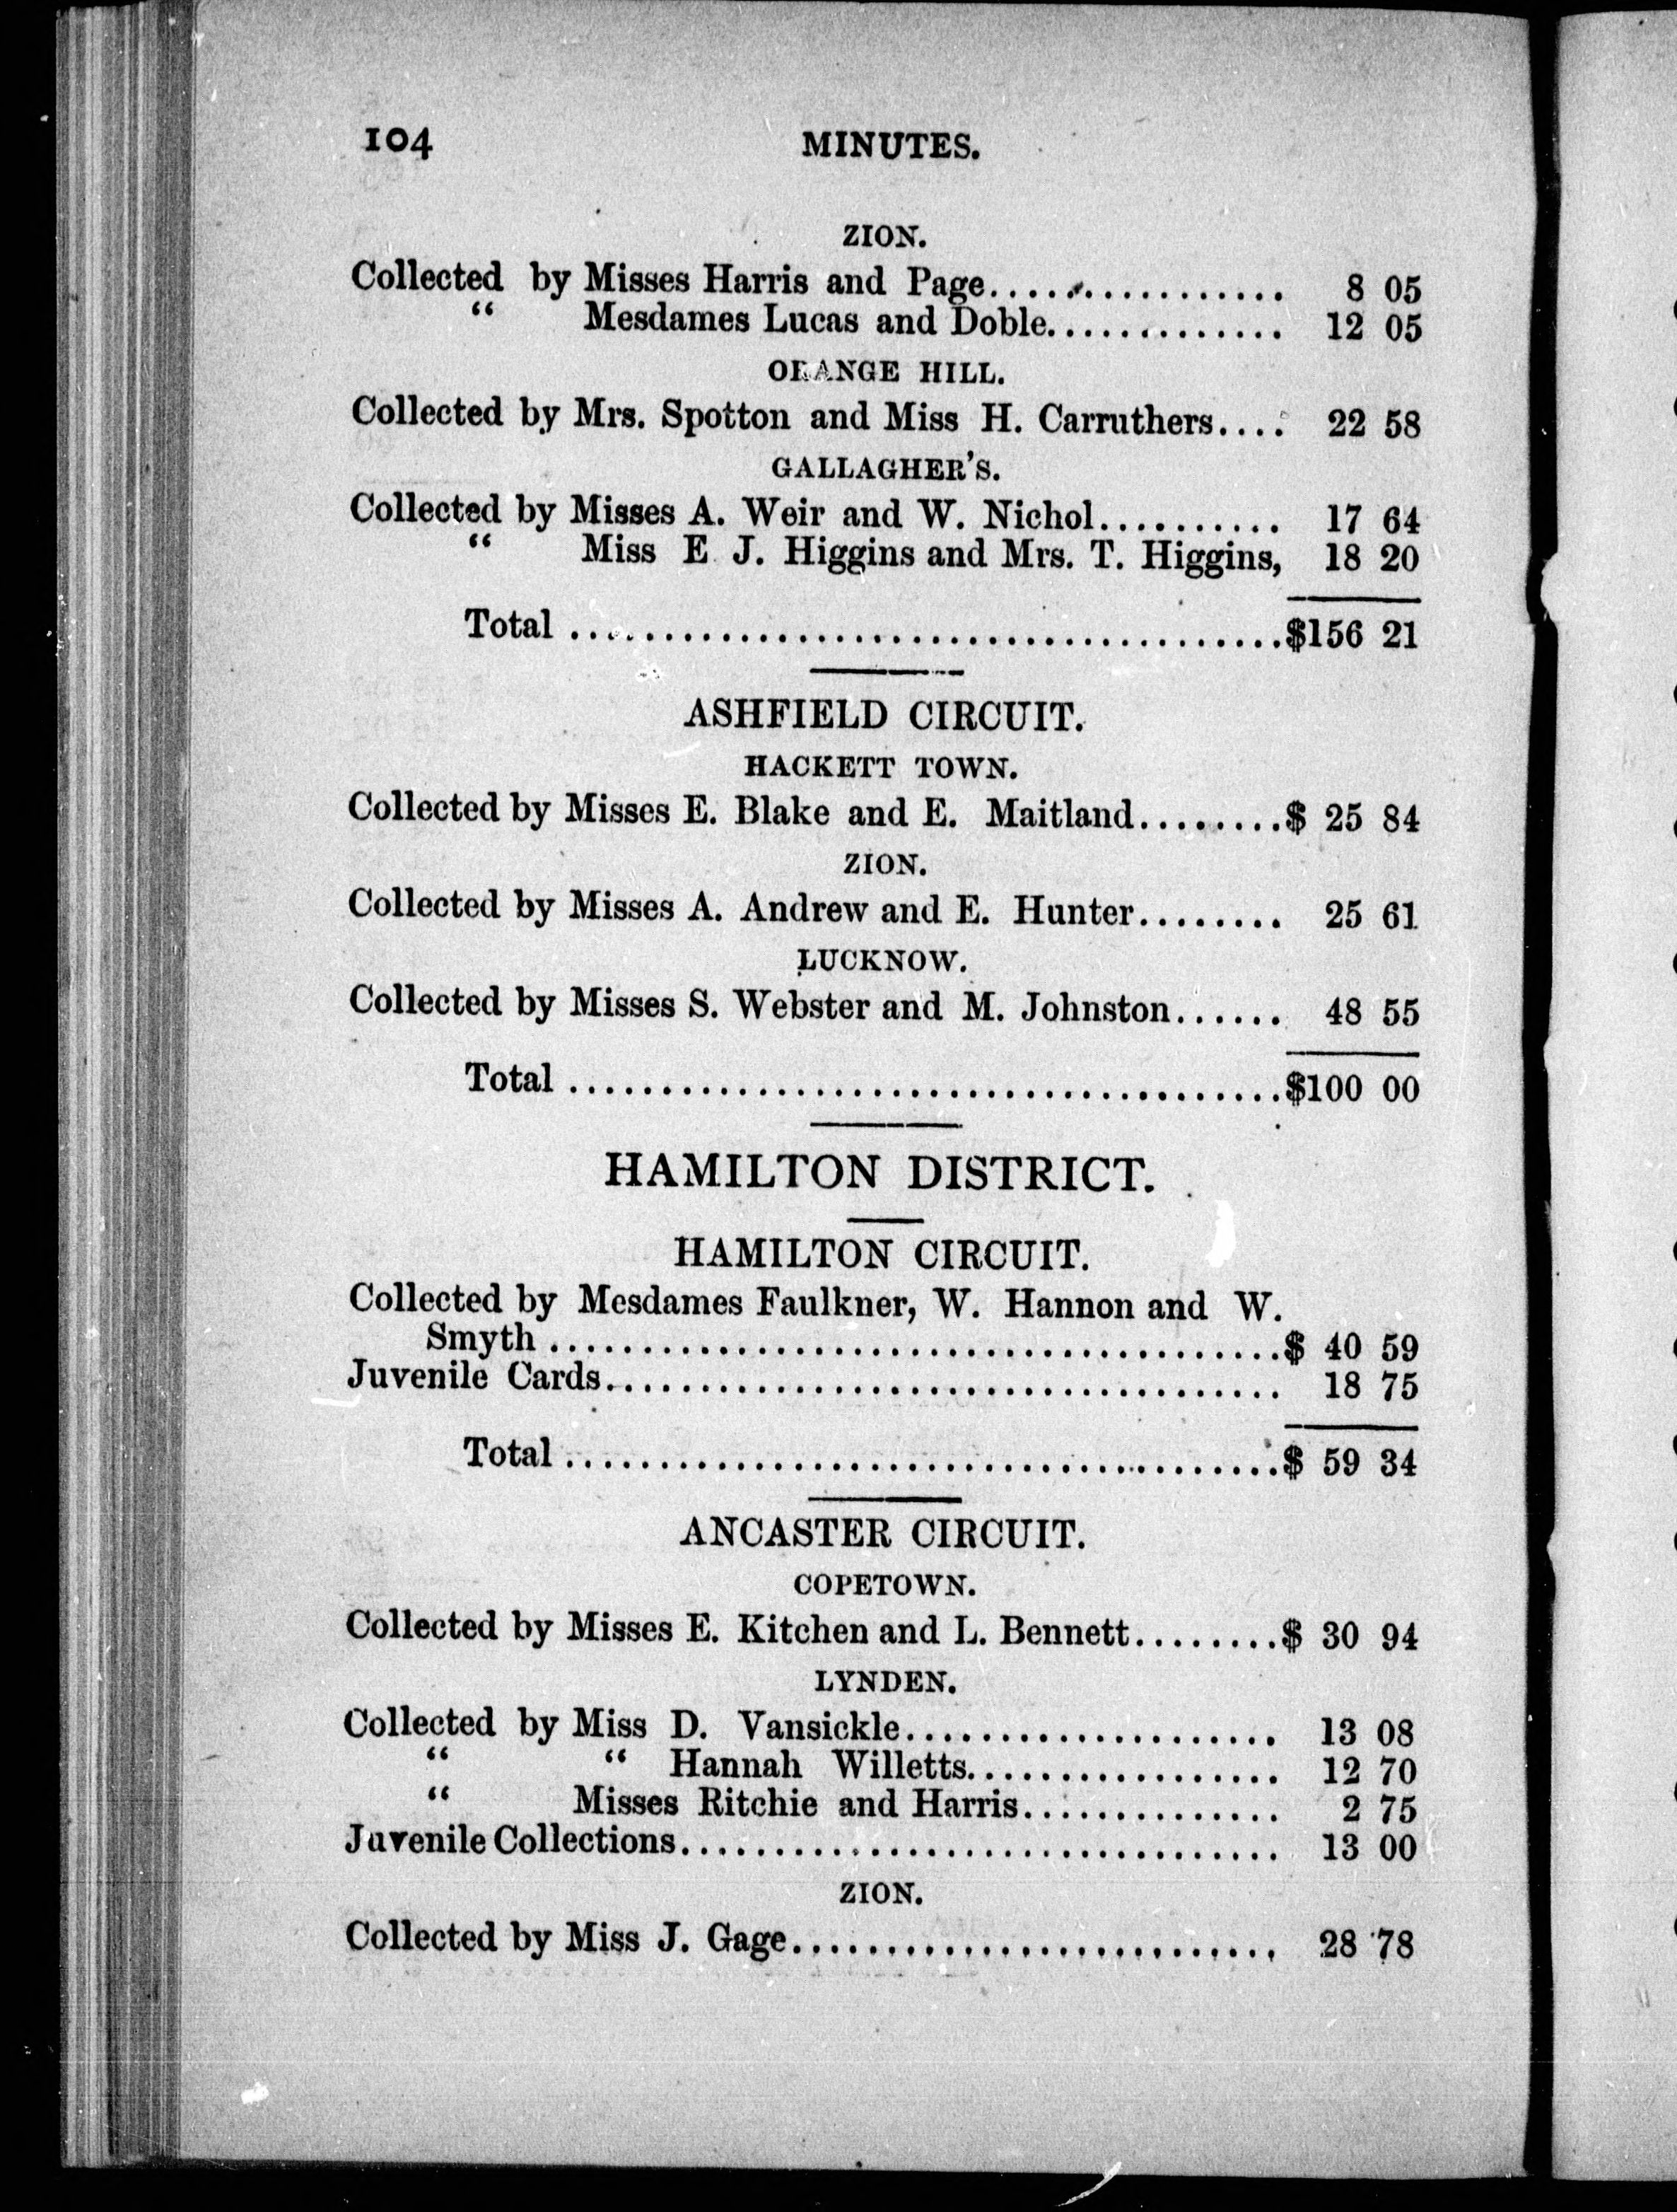 104 MINUTES.
ZION.
Collected by Misses Harris and Page.................. 8 05
“ Mesdames Lucas and Doble............. 12 05
ORANGE HILL.
Collected by Mrs. Spotton and Miss H. Carruthers.... 22 58
GALLAGHER'S.
Collected by Misses A. Weir and W. Nichol.......... 17 64
“ Miss E J. Higgins and Mrs. T. Higgins, 18 20
Total .......................................$156 21
ASHFIELD CIRCUIT.
HACKETT TOWN.
Collected by Misses E. Blake and E. Maitland........$ 25 84
ZION.
Collected by Misses A. Andrew and E. Hunter........ 25 61
LUCKNOW.
Collected by Misses S. Webster and M. Johnston...... 48 55
Total .......................................$100 00
HAMILTON DISTRICT.
HAMILTON CIRCUIT.
Collected by Mesdames Faulkner, W. Hannon and W.
Smyth ........................................$ 40 59
Juvenile Cards..................................... 18 75
Total .......................................$ 59 34
ANCASTER CIRCUIT.
COPETOWN.
Collected by Misses E. Kitchen and L. Bennett........$ 30 94
LYNDEN.
Collected by Miss D. Vansickle.................... 13 08
“ “ Hannah Willetts................. 12 70
“ Misses Ritchie and Harris.............. 2 75
Juvenile Collections................................. 13 00
ZION.
Collected by Miss J. Gage.......................... 28 78